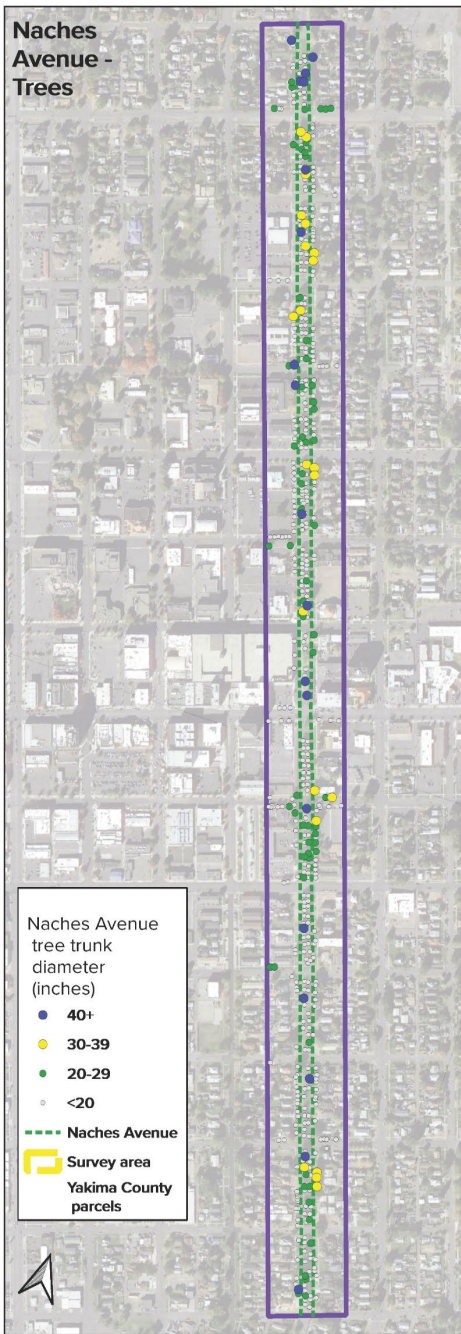 Naches
Avenue -
Trees
Naches Avenue
tree trunk
diameter
(inches)
40+
30-39
20-29
<20
Naches Avenue
Survey area
Yakima County
parcels